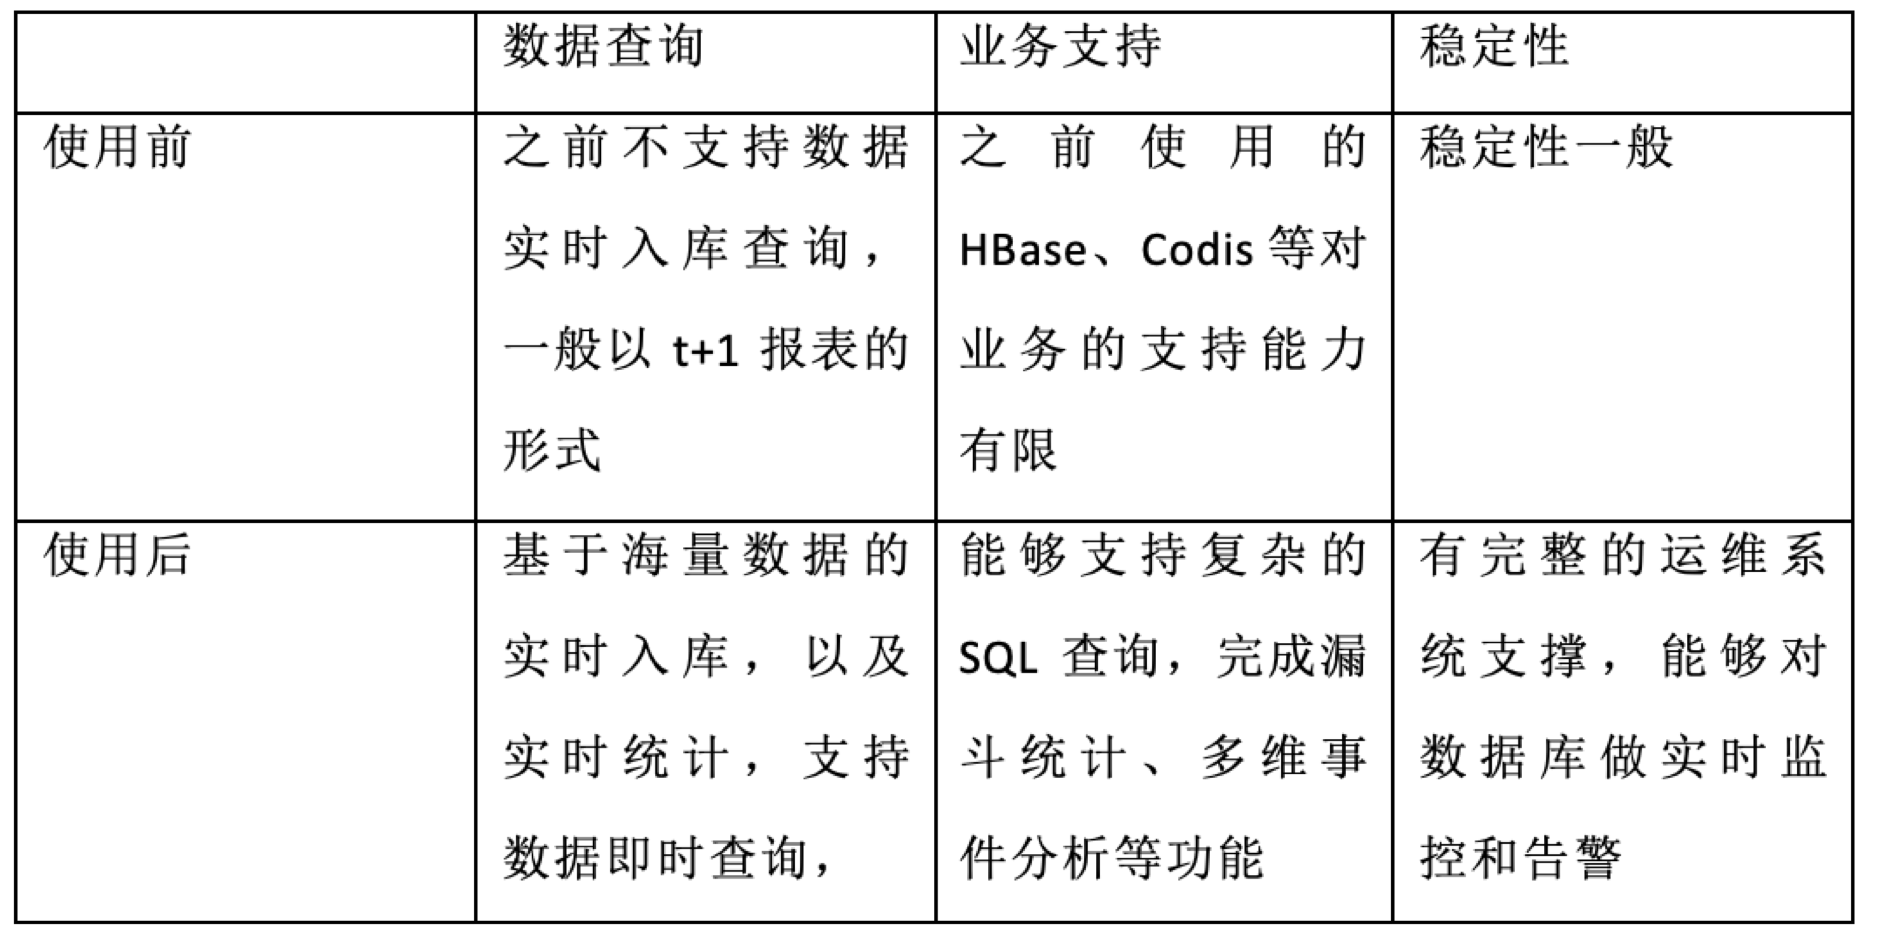 数据查询
业务支持
稳定性
使用前
之前不支持数据
实时入库查询，
一般以 t+1 报表的
形式
之前使用的
HBase、Codis 等对
业务的支持能力
有限
稳定性一般
使用后
基于海量数据的
实时入库，以及
实时统计，支持
数据即时查询，
能够支持复杂的
SQL 查询，完成漏
斗统计、多维事
件分析等功能
有完整的运维系
统支撑，能够对
数据库做实时监
控和告警